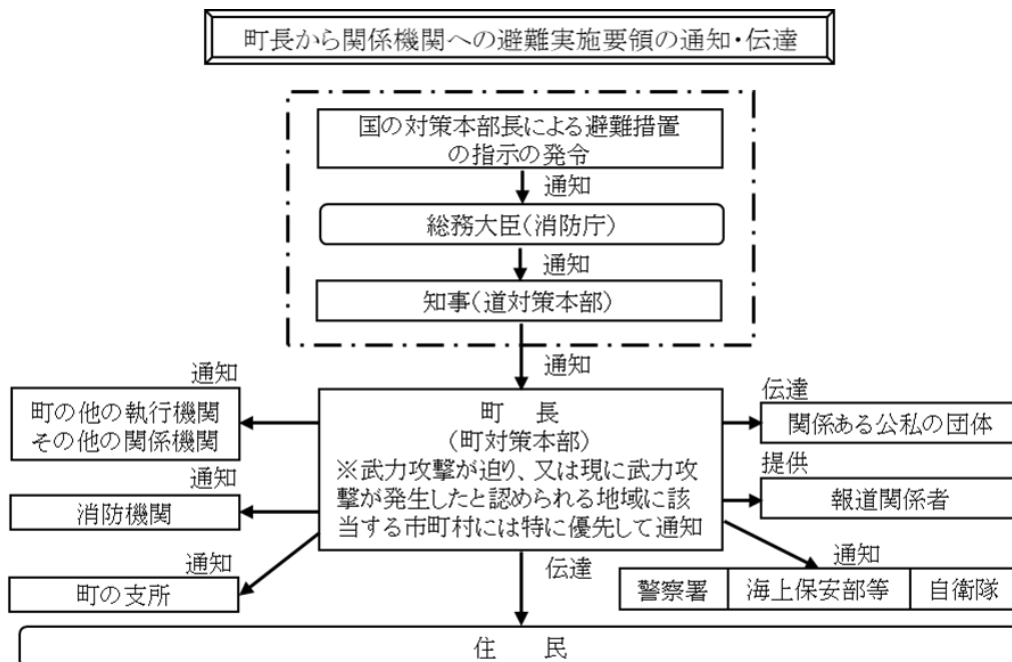 町長から関係機関への避難実施要領の通知・伝達
国の対策本部長による避難措置
の指示の発令
通知
総務大臣(消防庁)
通知
知事(道対策本部)
通知
通知
町の他の執行機関
その他の関係機関
通知
消防機関
通知
町の支所
町 長
(町対策本部)
※武力攻撃が迫り、又は現に武力攻
撃が発生したと認められる地域に該
当する市町村には特に優先して通知
伝達
関係ある公私の団体
提供
報道関係者
通知
警察署 海上保安部等 自衛隊
伝達
住 民